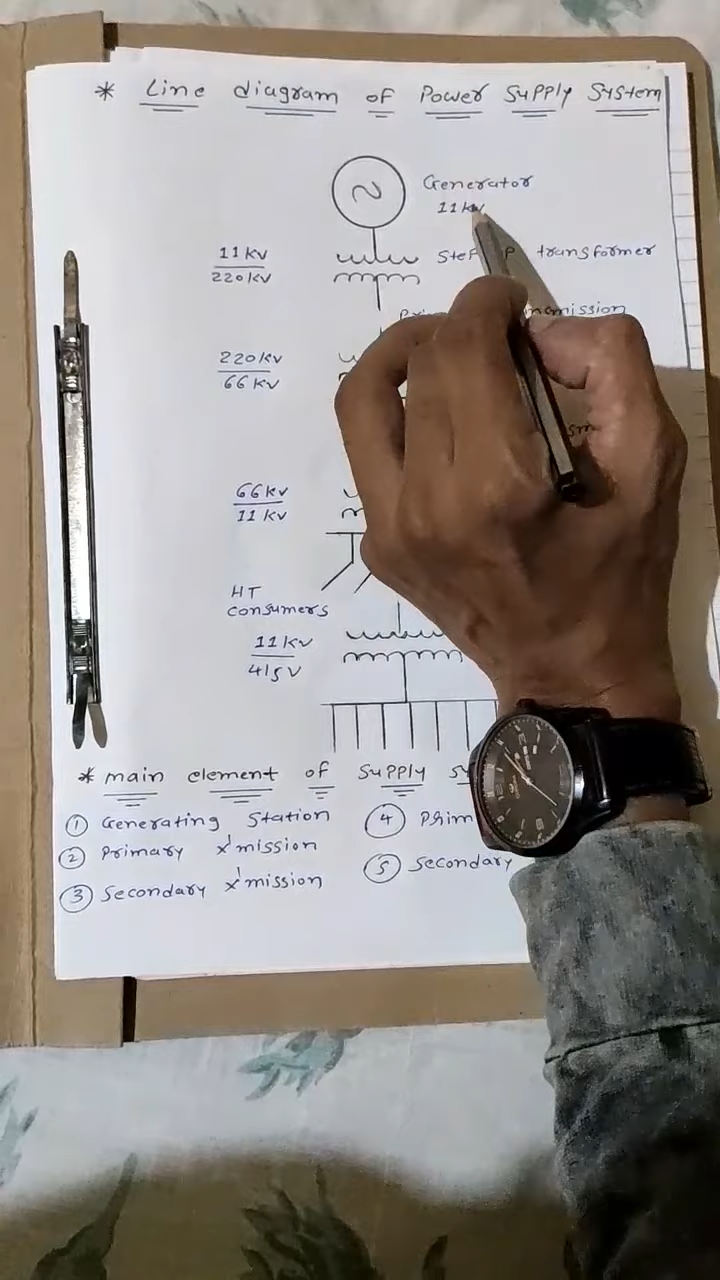 * Line diagram of Power Supply System
Generator
11 kv
11 kv
220 kv
transformer
220 kv
66 kv
66 kv
11 kv
HT
consumers
11 kv
415 V
* main element of Supply
① Generating Station
② Primary x'mission
③ Secondary x'mission
④
⑤ Secondary